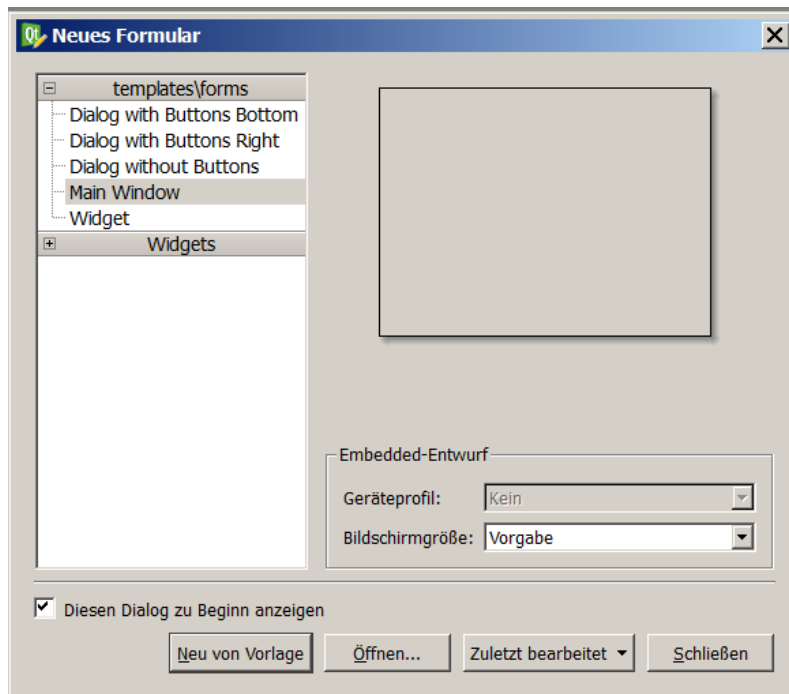 Neues Formular
templates\forms
Dialog with Buttons Bottom
Dialog with Buttons Right
Dialog without Buttons
Main Window
Widget
Widgets
Embedded-Entwurf
Geräteprofil: Kein
Bildschirmgröße: Vorgabe
Diesen Dialog zu Beginn anzeigen
Neu von Vorlage Öffnen... Zuletzt bearbeitet Schließen